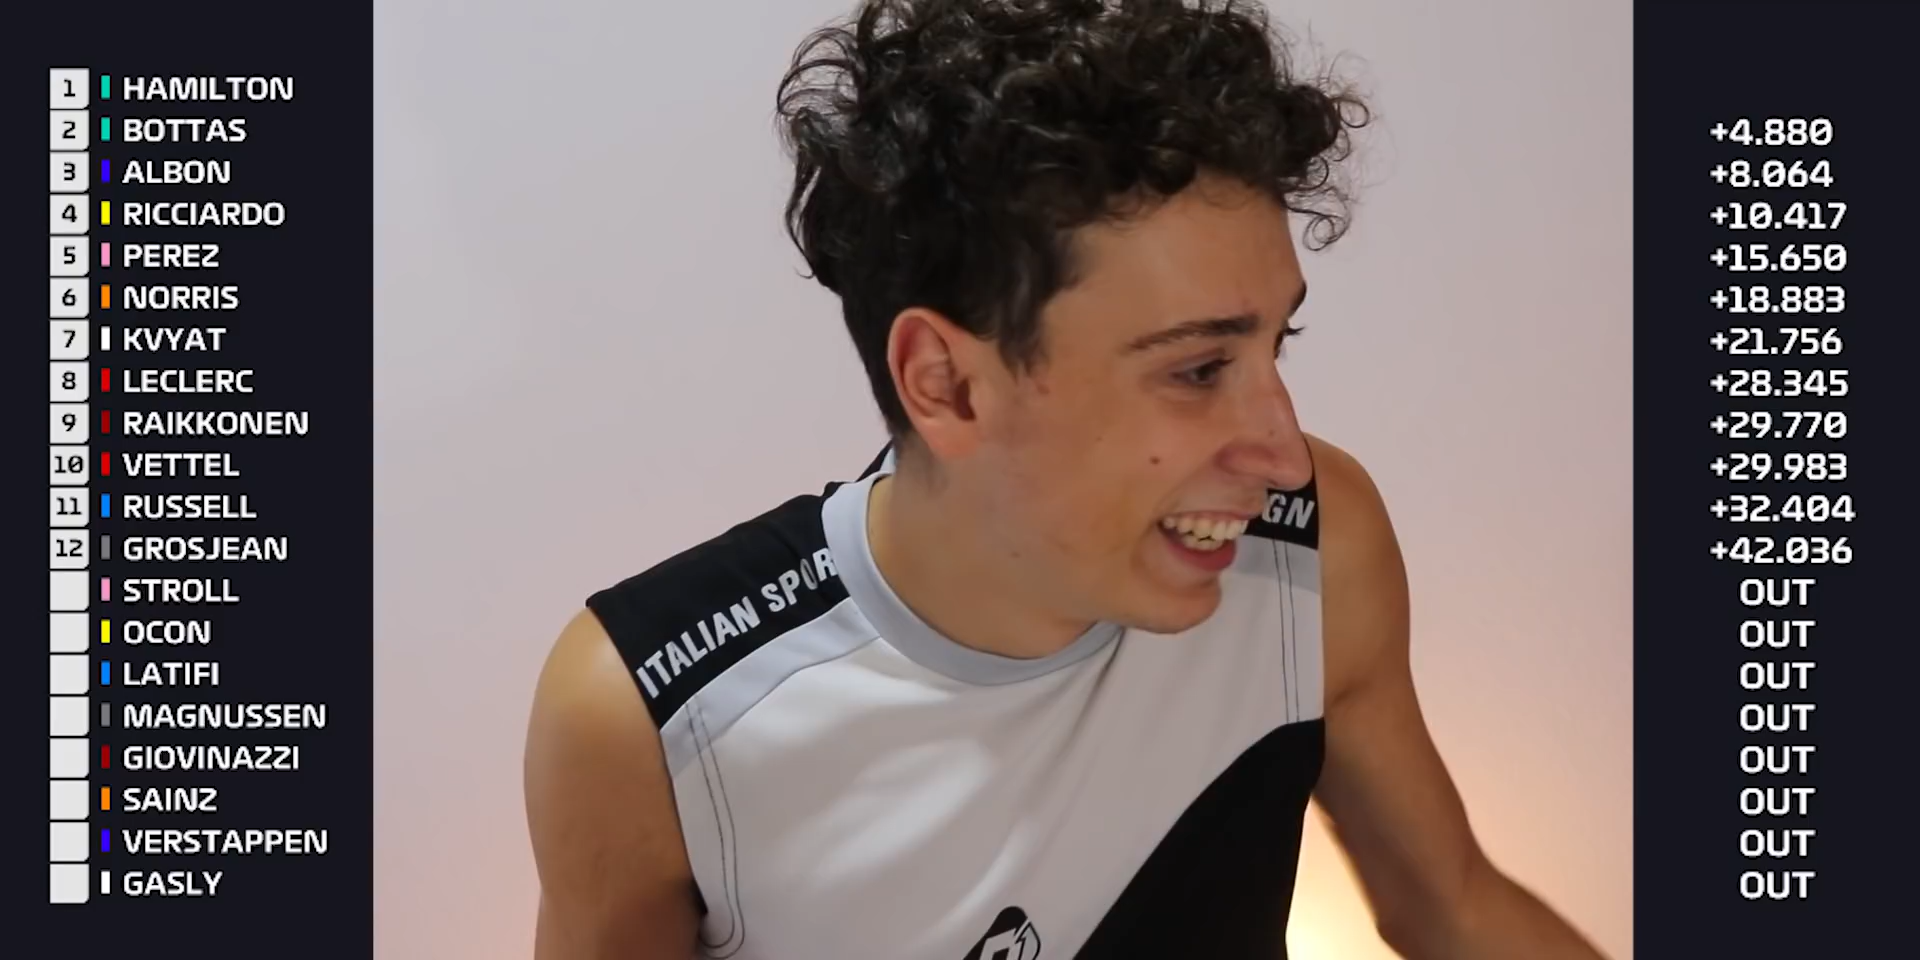 1 HAMILTON
2 BOTTAS +4.880
3 ALBON +8.064
4 RICCIARDO +10.417
5 PEREZ +15.650
6 NORRIS +18.883
7 KVYAT +21.756
8 LECLERC +28.345
9 RAIKKONEN +29.770
10 VETTEL +29.983
11 RUSSELL +32.404
12 GROSJEAN +42.036
STROLL OUT
OCON OUT
LATIFI OUT
MAGNUSSEN OUT
GIOVINAZZI OUT
SAINZ OUT
VERSTAPPEN OUT
GASLY OUT
ITALIAN SPOR
GN